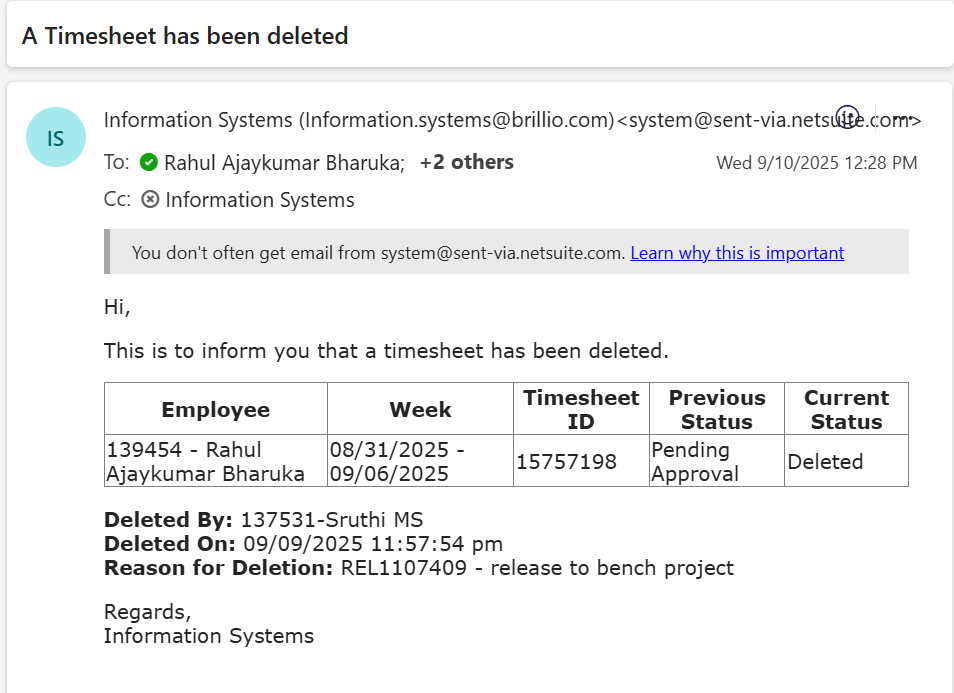 A Timesheet has been deleted
IS
Information Systems (Information.systems@brillio.com)<system@sent-via.netsuite.com>
To: Rahul Ajaykumar Bharuka; +2 others
Wed 9/10/2025 12:28 PM
Cc: Information Systems
You don't often get email from system@sent-via.netsuite.com. Learn why this is important
Hi,
This is to inform you that a timesheet has been deleted.
Employee Week Timesheet ID Previous Status Current Status
139454 - Rahul Ajaykumar Bharuka 08/31/2025 - 09/06/2025 15757198 Pending Approval Deleted
Deleted By: 137531-Sruthi MS
Deleted On: 09/09/2025 11:57:54 pm
Reason for Deletion: REL1107409 - release to bench project
Regards,
Information Systems